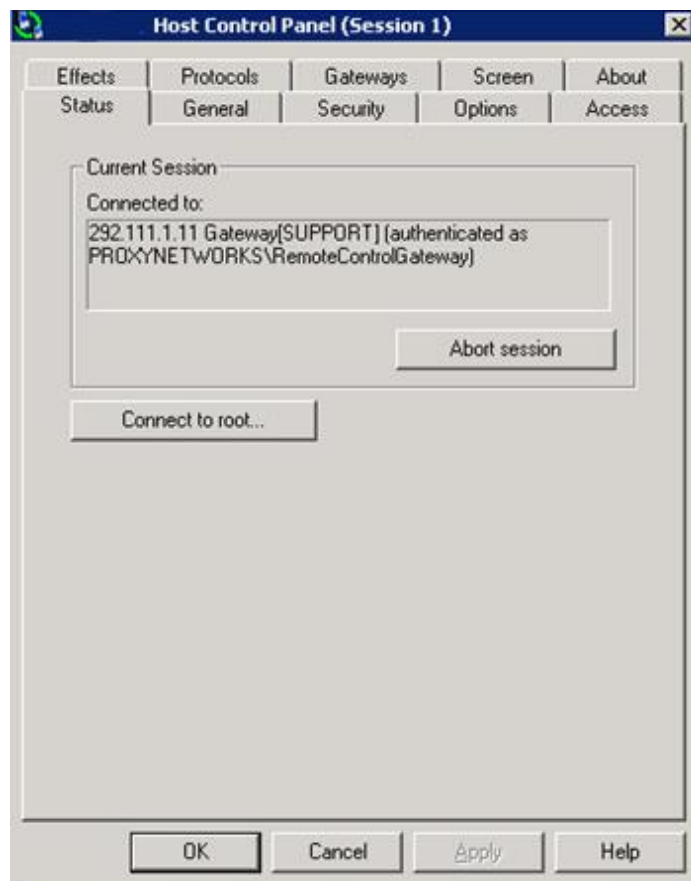 Host Control Panel (Session 1)
Effects Protocols Gateways Screen About
Status General Security Options Access
Current Session
Connected to:
292.111.1.11 Gateway[SUPPORT] (authenticated as
PROXYNETWORKS\RemoteControlGateway)
Abort session
Connect to root...
OK Cancel Apply Help